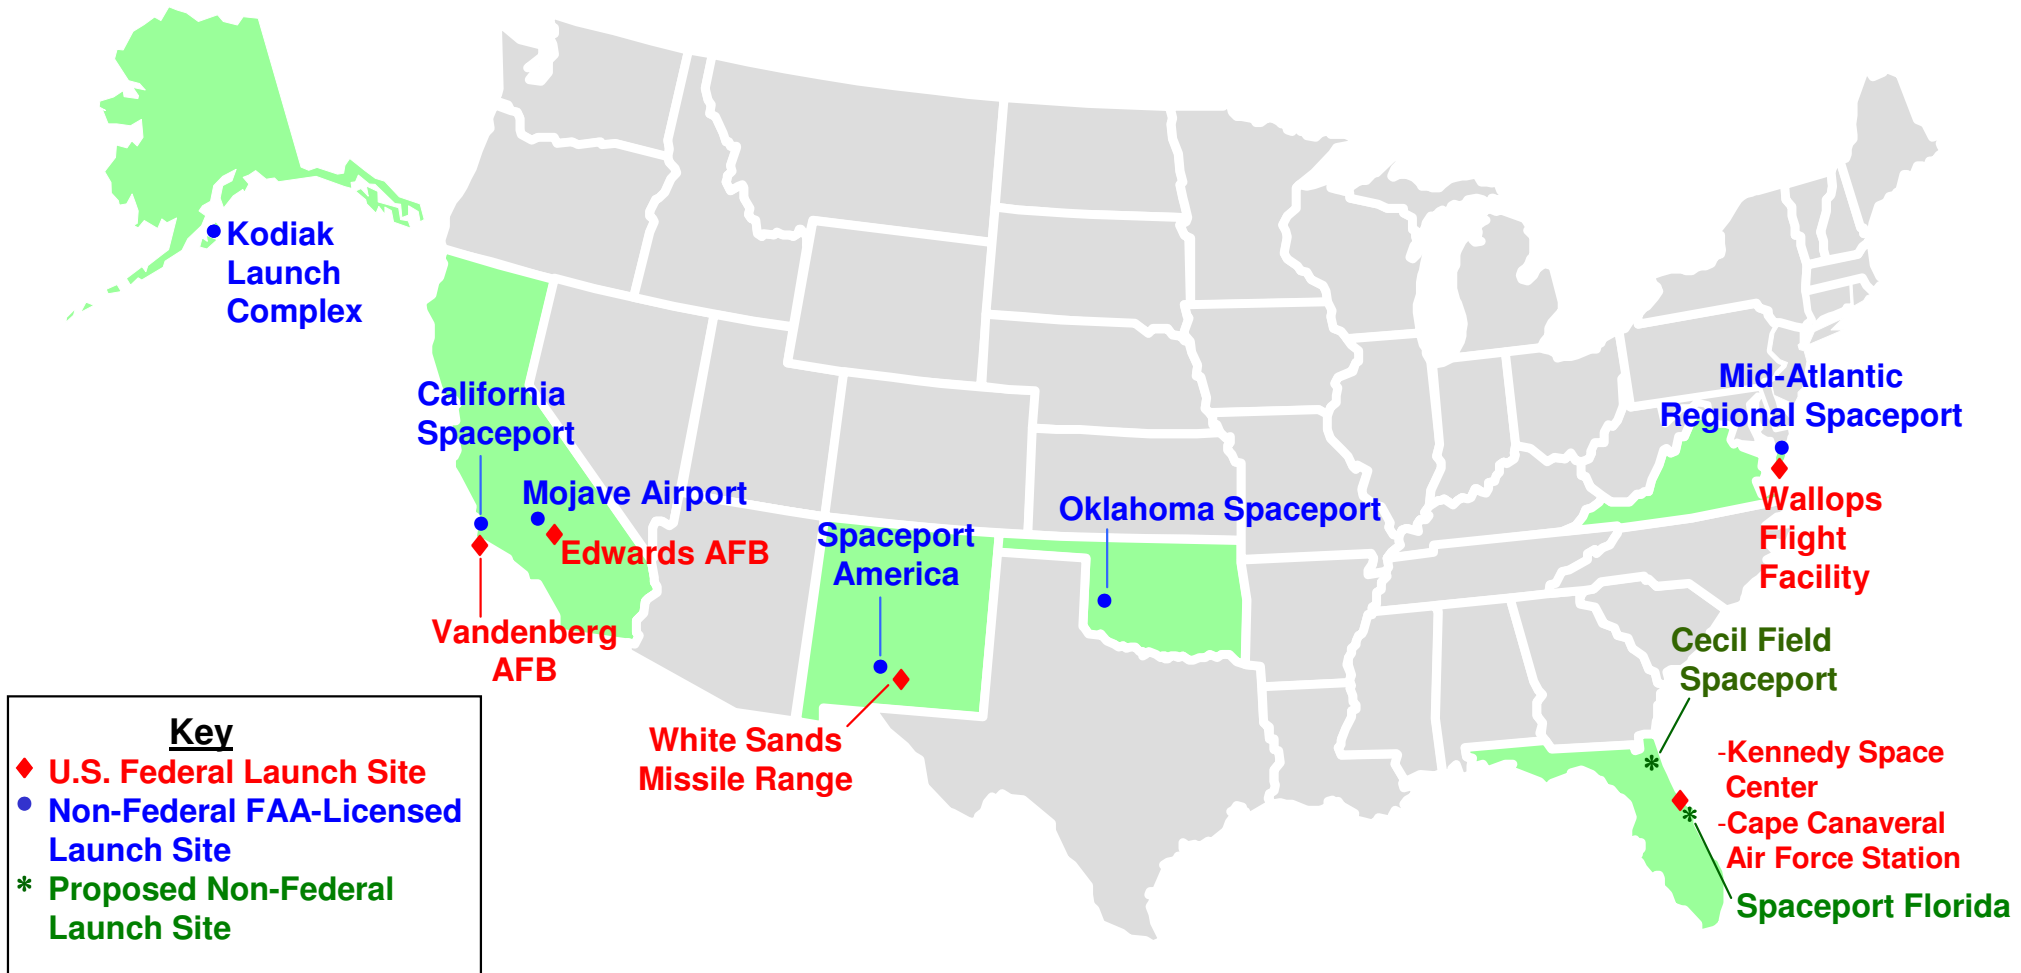 Kodiak
Launch
Complex
California
Spaceport
Mojave Airport
Edwards AFB
Vandenberg
AFB
Spaceport
America
White Sands
Missile Range
Oklahoma Spaceport
Mid-Atlantic
Regional Spaceport
Wallops
Flight
Facility
Cecil Field
Spaceport
-Kennedy Space
Center
-Cape Canaveral
Air Force Station
Spaceport Florida
Key
U.S. Federal Launch Site
Non-Federal FAA-Licensed
Launch Site
* Proposed Non-Federal
Launch Site